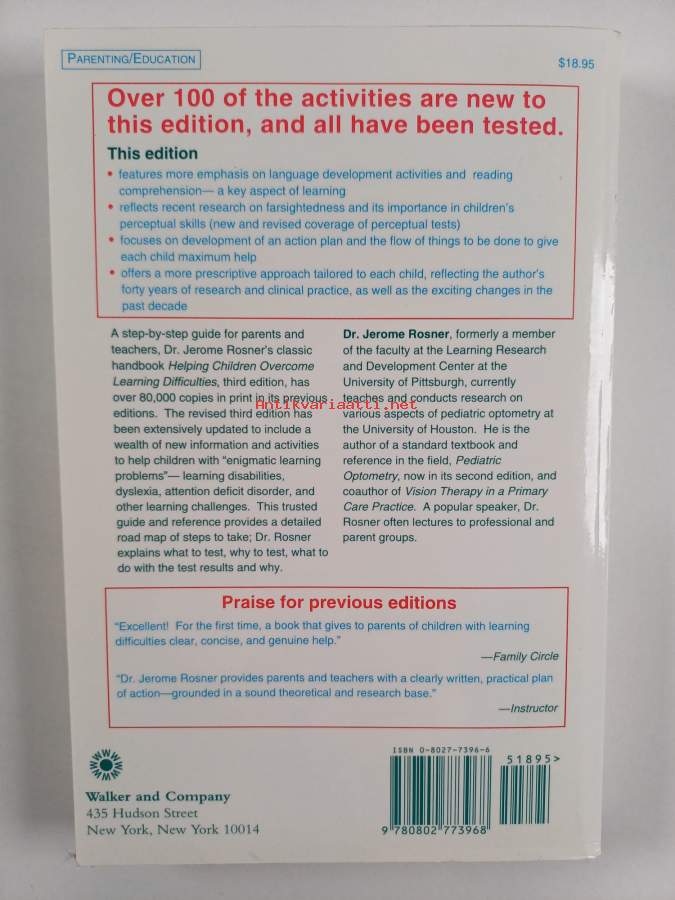 PARENTING/EDUCATION
$18.95
Over 100 of the activities are new to
this edition, and all have been tested.
This edition
• features more emphasis on language development activities and reading
comprehension— a key aspect of learning
• reflects recent research on farsightedness and its importance in children's
perceptual skills (new and revised coverage of perceptual tests)
• focuses on development of an action plan and the flow of things to be done to give
each child maximum help
• offers a more prescriptive approach tailored to each child, reflecting the author's
forty years of research and clinical practice, as well as the exciting changes in the
past decade
A step-by-step guide for parents and
teachers, Dr. Jerome Rosner's classic
handbook Helping Children Overcome
Learning Difficulties, third edition, has
over 80,000 copies in print in its previous
editions. The revised third edition has
been extensively updated to include a
wealth of new information and activities
to help children with “enigmatic learning
problems”— learning disabilities,
dyslexia, attention deficit disorder, and
other learning challenges. This trusted
guide and reference provides a detailed
road map of steps to take; Dr. Rosner
explains what to test, why to test, what to
do with the test results and why.
Dr. Jerome Rosner, formerly a member
of the faculty at the Learning Research
and Development Center at the
University of Pittsburgh, currently
teaches and conducts research on
various aspects of pediatric optometry at
the University of Houston. He is the
author of a standard textbook and
reference in the field, Pediatric
Optometry, now in its second edition, and
coauthor of Vision Therapy in a Primary
Care Practice. A popular speaker, Dr.
Rosner often lectures to professional and
parent groups.
Antikvariaatti.net
Praise for previous editions
“Excellent! For the first time, a book that gives to parents of children with learning
difficulties clear, concise, and genuine help.”
—Family Circle
“Dr. Jerome Rosner provides parents and teachers with a clearly written, practical plan
of action—grounded in a sound theoretical and research base.”
—Instructor
Walker and Company
435 Hudson Street
New York, New York 10014
ISBN 0-8027-7396-6
51895>
9 780802 773968